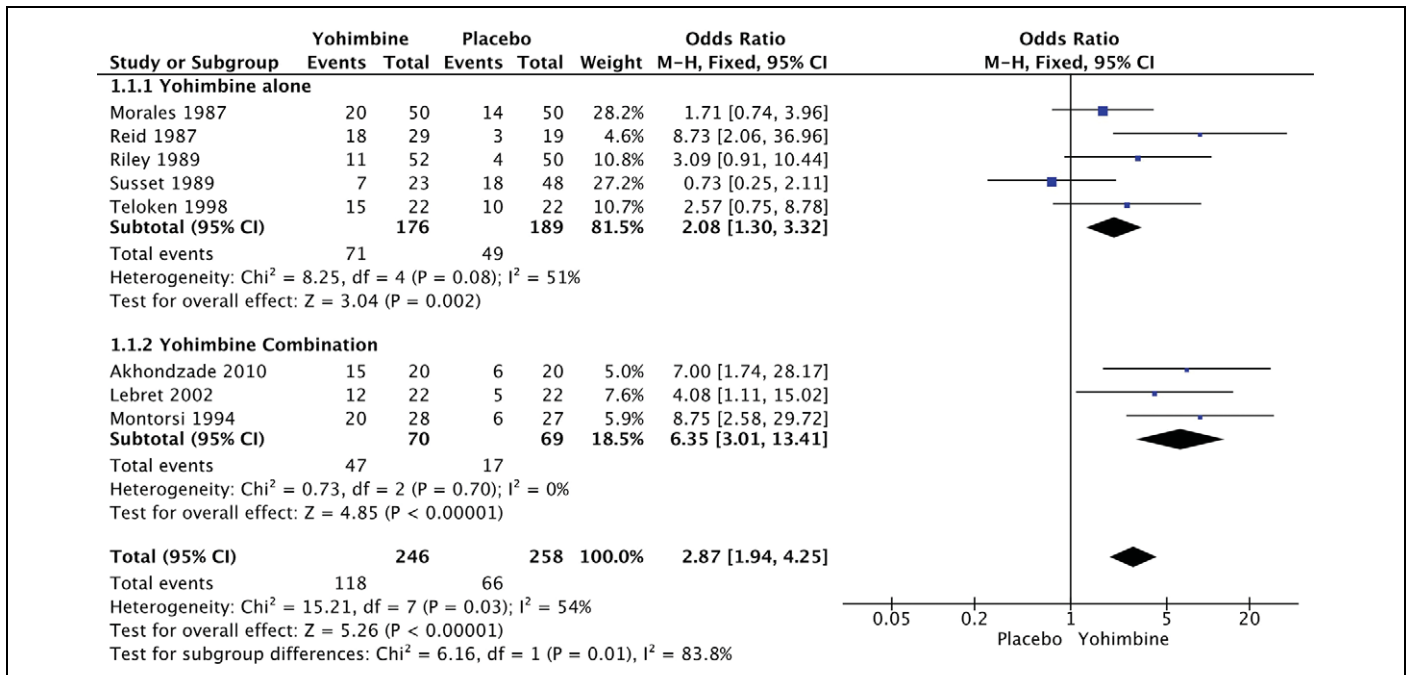 Yohimbine Placebo Odds Ratio Odds Ratio
Study or Subgroup Events Total Events Total Weight M-H, Fixed, 95% CI M-H, Fixed, 95% CI
1.1.1 Yohimbine alone
Morales 1987 20 50 14 50 28.2% 1.71 [0.74, 3.96]
Reid 1987 18 29 3 19 4.6% 8.73 [2.06, 36.96]
Riley 1989 11 52 4 50 10.8% 3.09 [0.91, 10.44]
Susset 1989 7 23 18 48 27.2% 0.73 [0.25, 2.11]
Teloken 1998 15 22 10 22 10.7% 2.57 [0.75, 8.78]
Subtotal (95% CI) 176 189 81.5% 2.08 [1.30, 3.32]
Total events 71 49
Heterogeneity: Chi² = 8.25, df = 4 (P = 0.08); I² = 51%
Test for overall effect: Z = 3.04 (P = 0.002)
1.1.2 Yohimbine Combination
Akhondzade 2010 15 20 6 20 5.0% 7.00 [1.74, 28.17]
Lebret 2002 12 22 5 22 7.6% 4.08 [1.11, 15.02]
Montorsi 1994 20 28 6 27 5.9% 8.75 [2.58, 29.72]
Subtotal (95% CI) 70 69 18.5% 6.35 [3.01, 13.41]
Total events 47 17
Heterogeneity: Chi² = 0.73, df = 2 (P = 0.70); I² = 0%
Test for overall effect: Z = 4.85 (P < 0.00001)
Total (95% CI) 246 258 100.0% 2.87 [1.94, 4.25]
Total events 118 66
Heterogeneity: Chi² = 15.21, df = 7 (P = 0.03); I² = 54%
Test for overall effect: Z = 5.26 (P < 0.00001)
Test for subgroup differences: Chi² = 6.16, df = 1 (P = 0.01), I² = 83.8%
0.05 0.2 1 5 20
Placebo Yohimbine